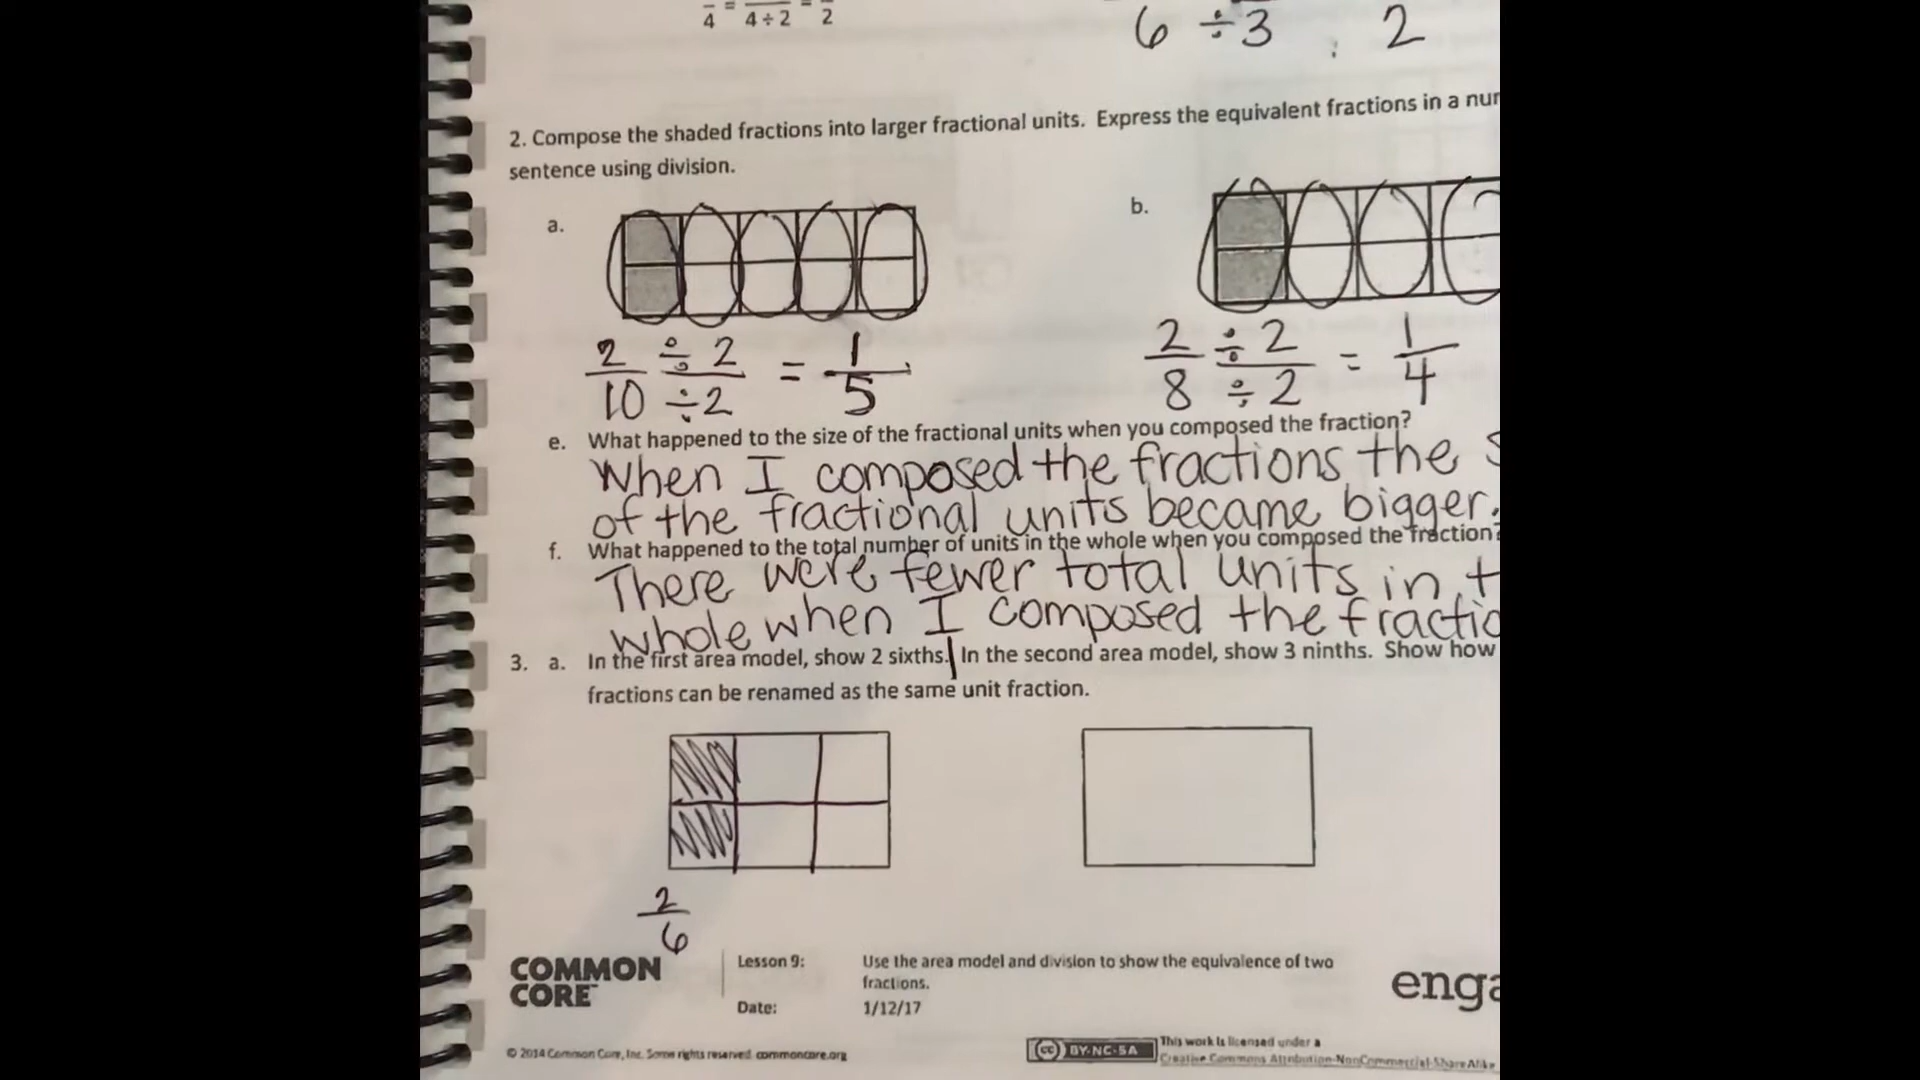 4 = 4÷2 = 2
6 ÷3 2
2. Compose the shaded fractions into larger fractional units. Express the equivalent fractions in a
sentence using division.
a.
b.
2/10 ÷2/÷2 = 1/5
2/8 ÷2/÷2 = 1/4
e. What happened to the size of the fractional units when you composed the fraction?
When I composed the fractions the
of the fractional units became bigger.
f. What happened to the total number of units in the whole when you composed the fraction?
There were fewer total units in
whole when I composed the
3. a. In the first area model, show 2 sixths. In the second area model, show 3 ninths. Show how
fractions can be renamed as the same unit fraction.
2/6
COMMON
CORE
Lesson 9:
Use the area model and division to show the equivalence of two
fractions.
Date:
1/12/17
© 2014 Common Core, Inc. Some rights reserved. commoncore.org
cc BY-NC-SA
This work is licensed under a
Creative Commons Attribution-NonCommercial-ShareAlike